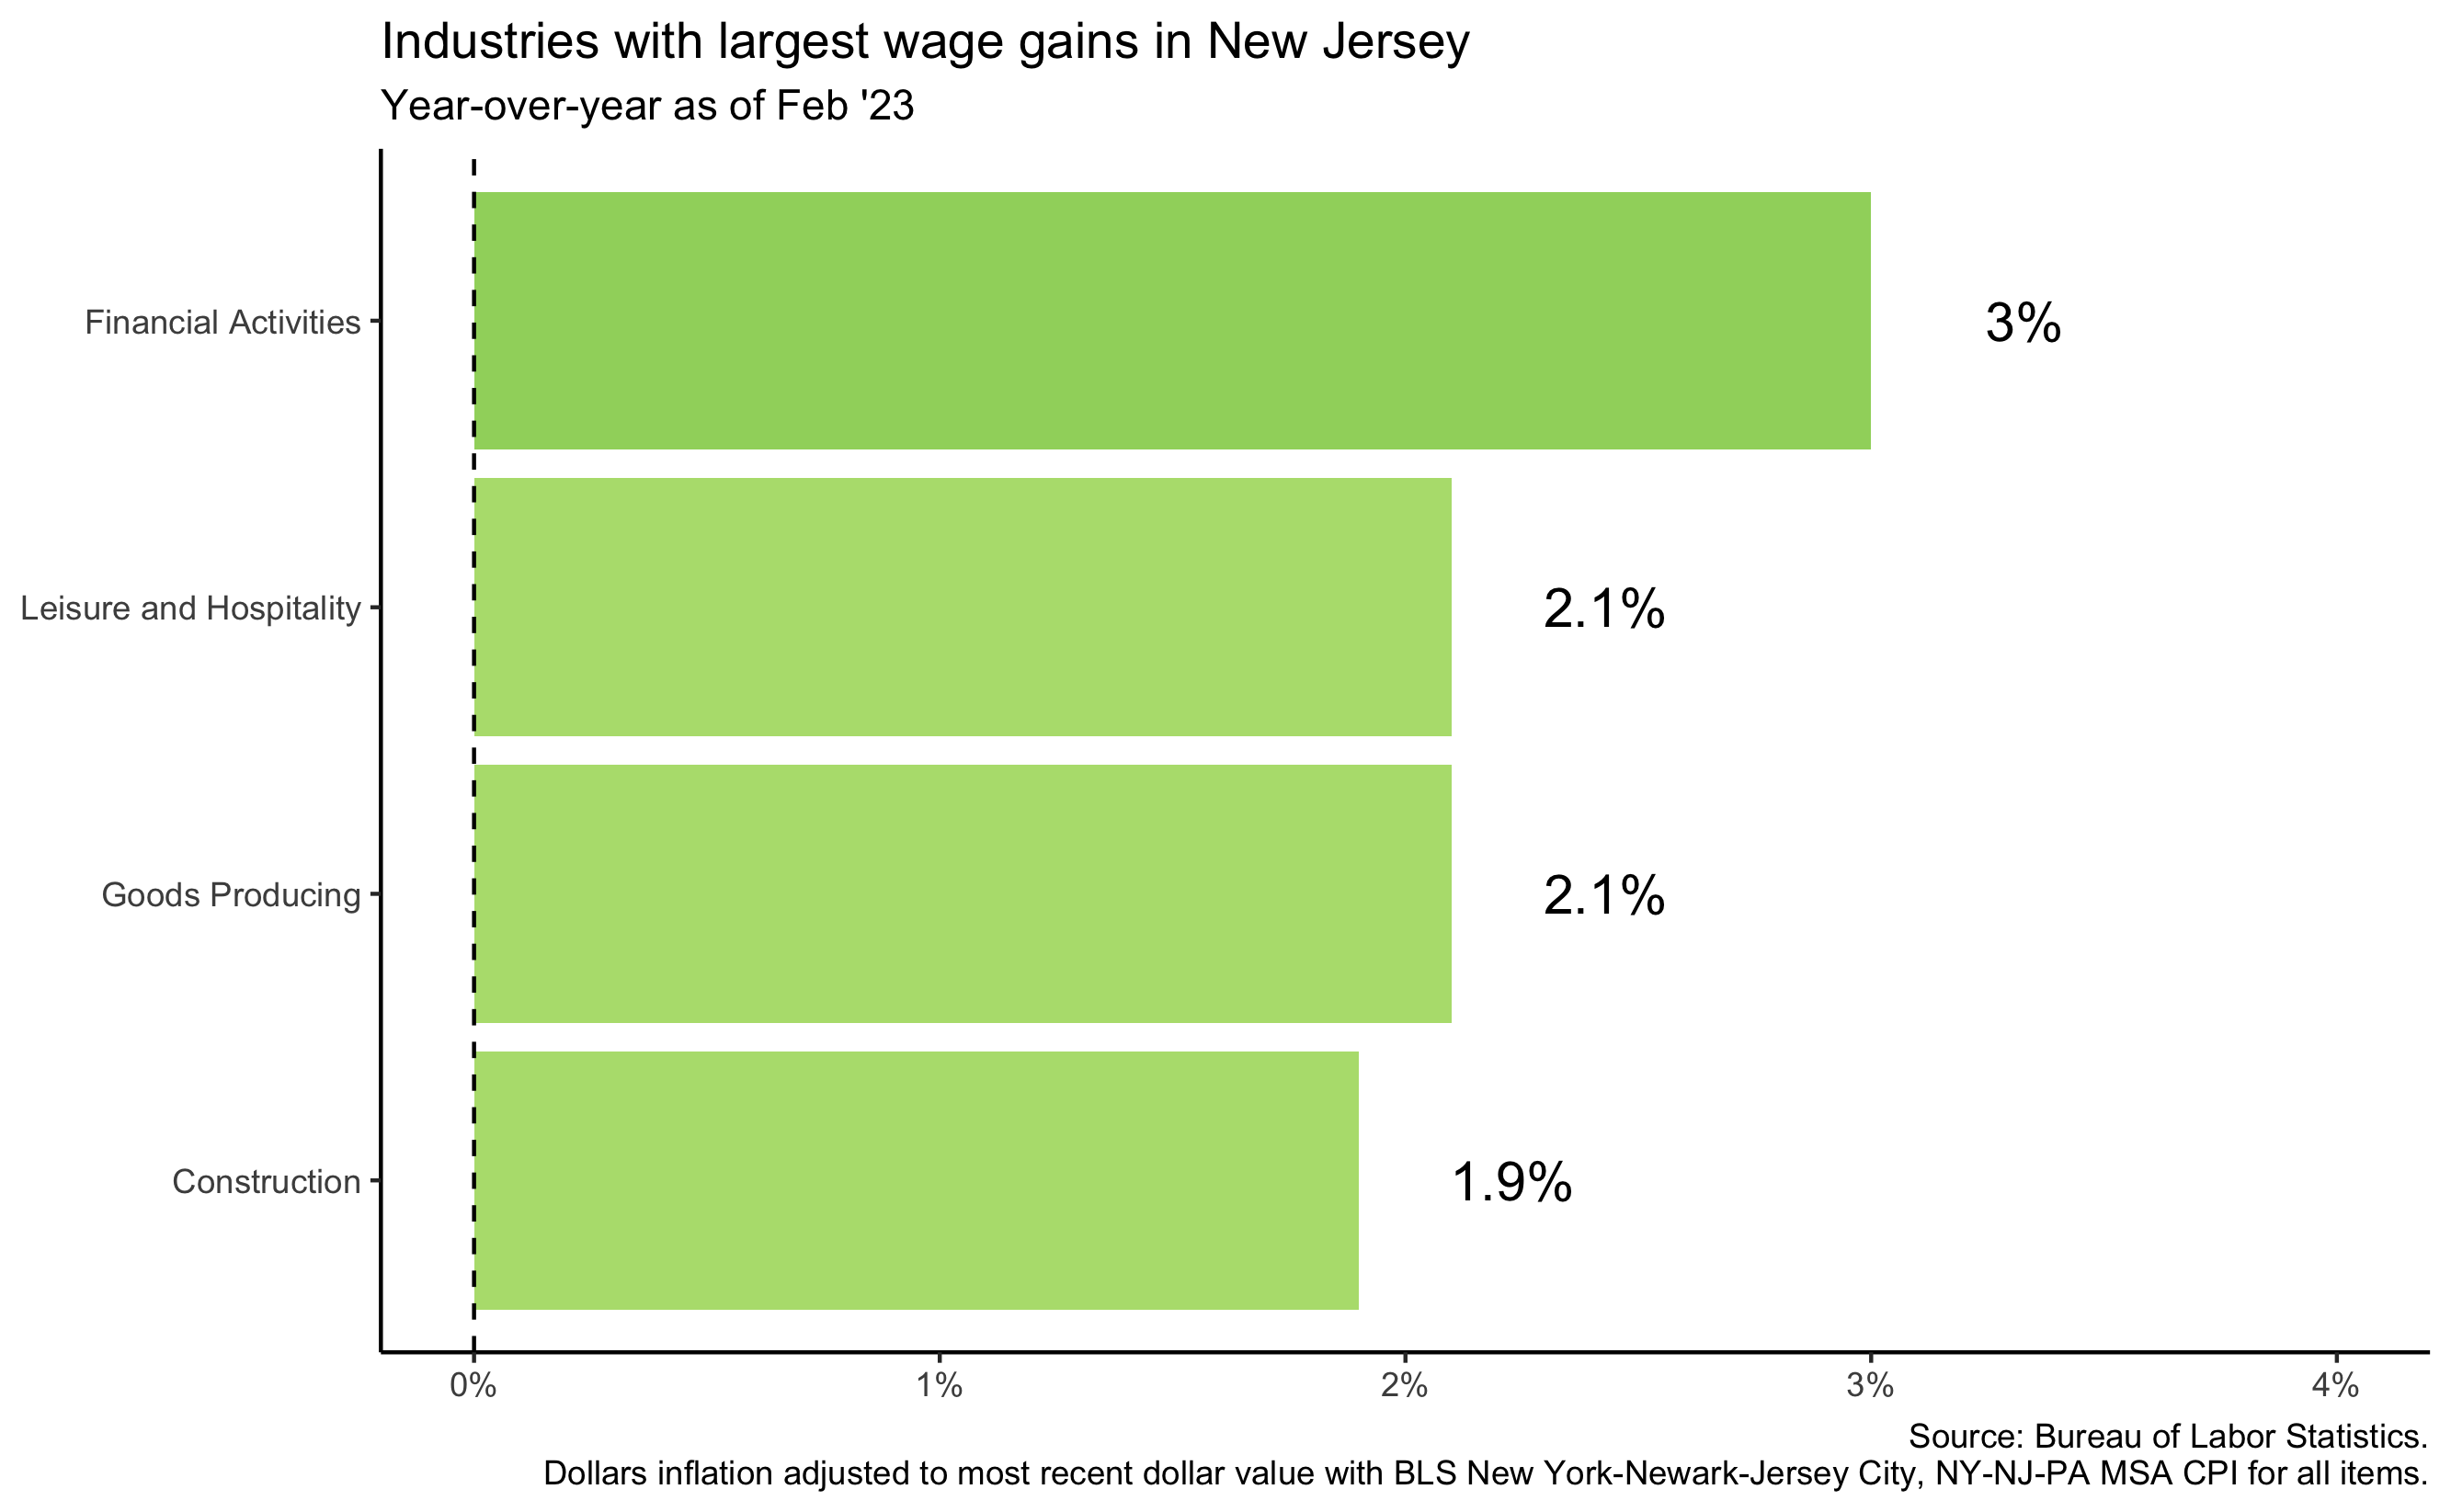 Industries with largest wage gains in New Jersey
Year-over-year as of Feb '23
Financial Activities
3%
Leisure and Hospitality
2.1%
Goods Producing
2.1%
Construction
1.9%
0%
1%
2%
3%
4%
Source: Bureau of Labor Statistics.
Dollars inflation adjusted to most recent dollar value with BLS New York-Newark-Jersey City, NY-NJ-PA MSA CPI for all items.